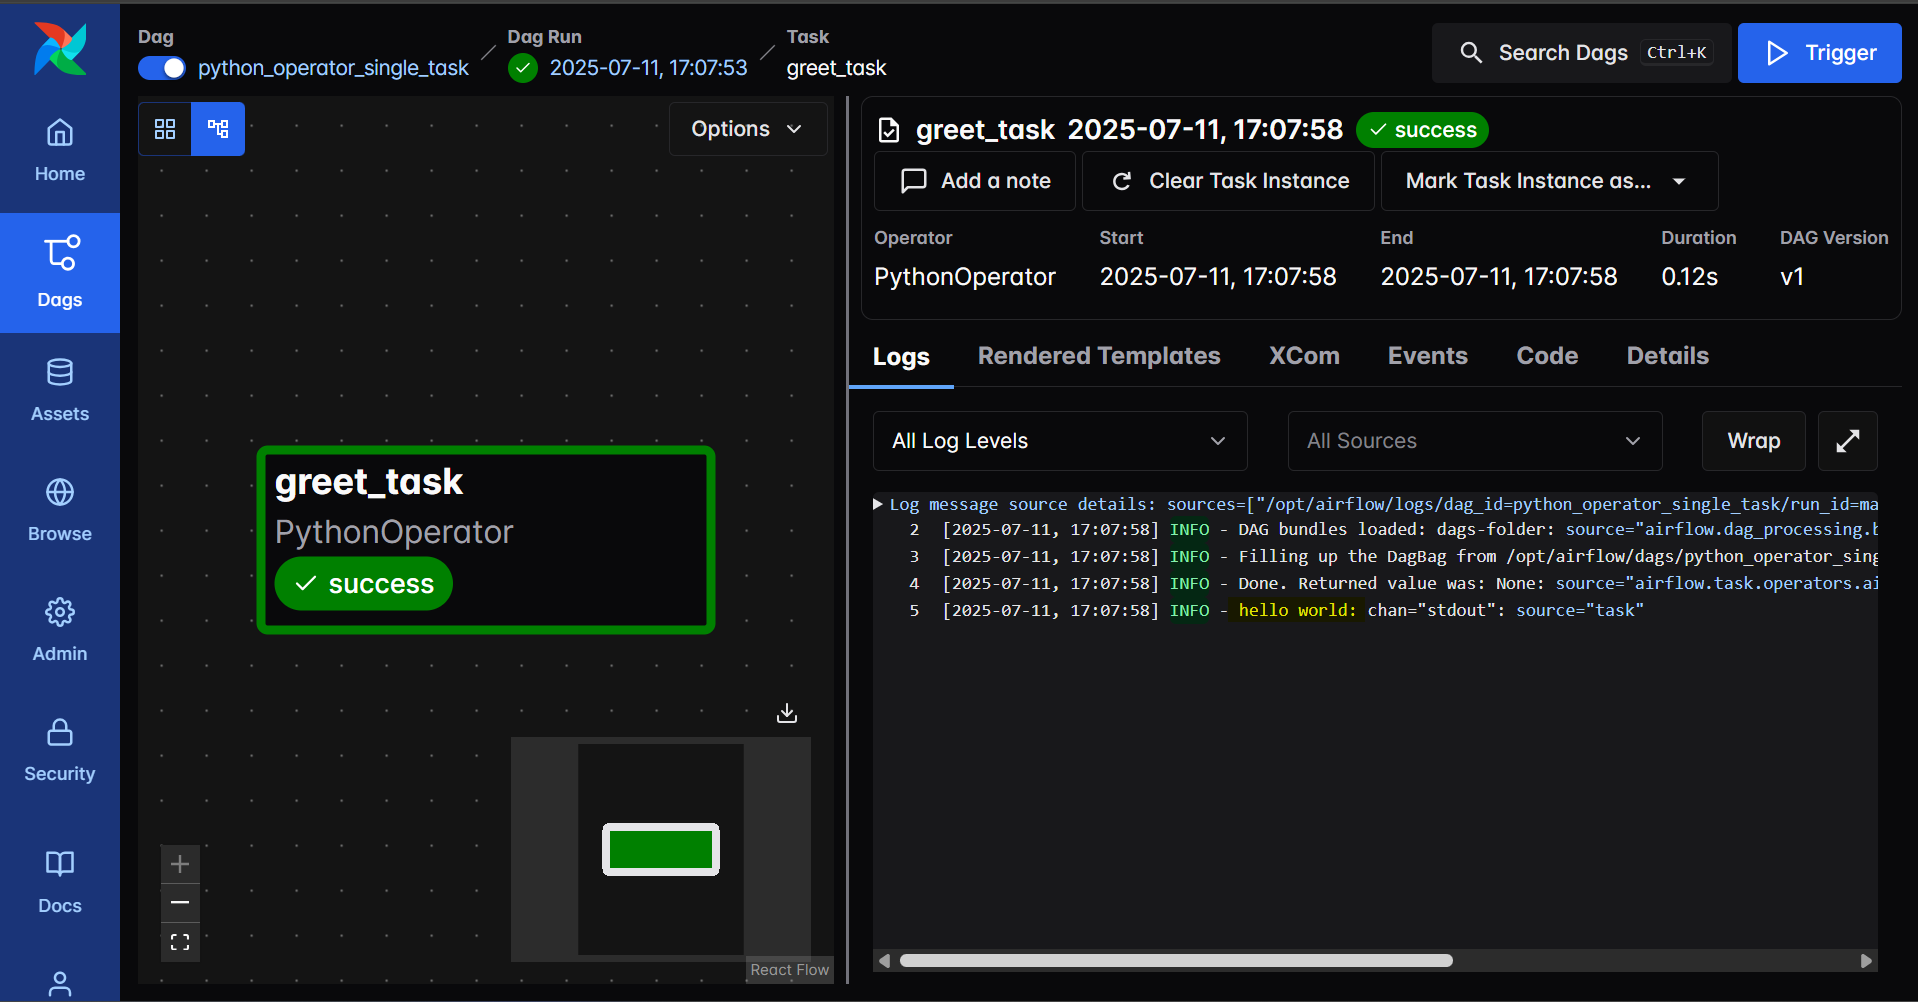 Home
Dags
Assets
Browse
Admin
Security
Docs
Dag
python_operator_single_task
Dag Run
2025-07-11, 17:07:53
Task
greet_task
Search Dags Ctrl+K
Trigger
Options
greet_task
PythonOperator
success
React Flow
greet_task 2025-07-11, 17:07:58 success
Add a note
Clear Task Instance
Mark Task Instance as...
Operator Start End Duration DAG Version
PythonOperator 2025-07-11, 17:07:58 2025-07-11, 17:07:58 0.12s v1
Logs Rendered Templates XCom Events Code Details
All Log Levels All Sources Wrap
Log message source details: sources=["/opt/airflow/logs/dag_id=python_operator_single_task/run_id=ma
2 [2025-07-11, 17:07:58] INFO - DAG bundles loaded: dags-folder: source="airflow.dag_processing.b
3 [2025-07-11, 17:07:58] INFO - Filling up the DagBag from /opt/airflow/dags/python_operator_sing
4 [2025-07-11, 17:07:58] INFO - Done. Returned value was: None: source="airflow.task.operators.ai
5 [2025-07-11, 17:07:58] INFO - hello world: chan="stdout": source="task"